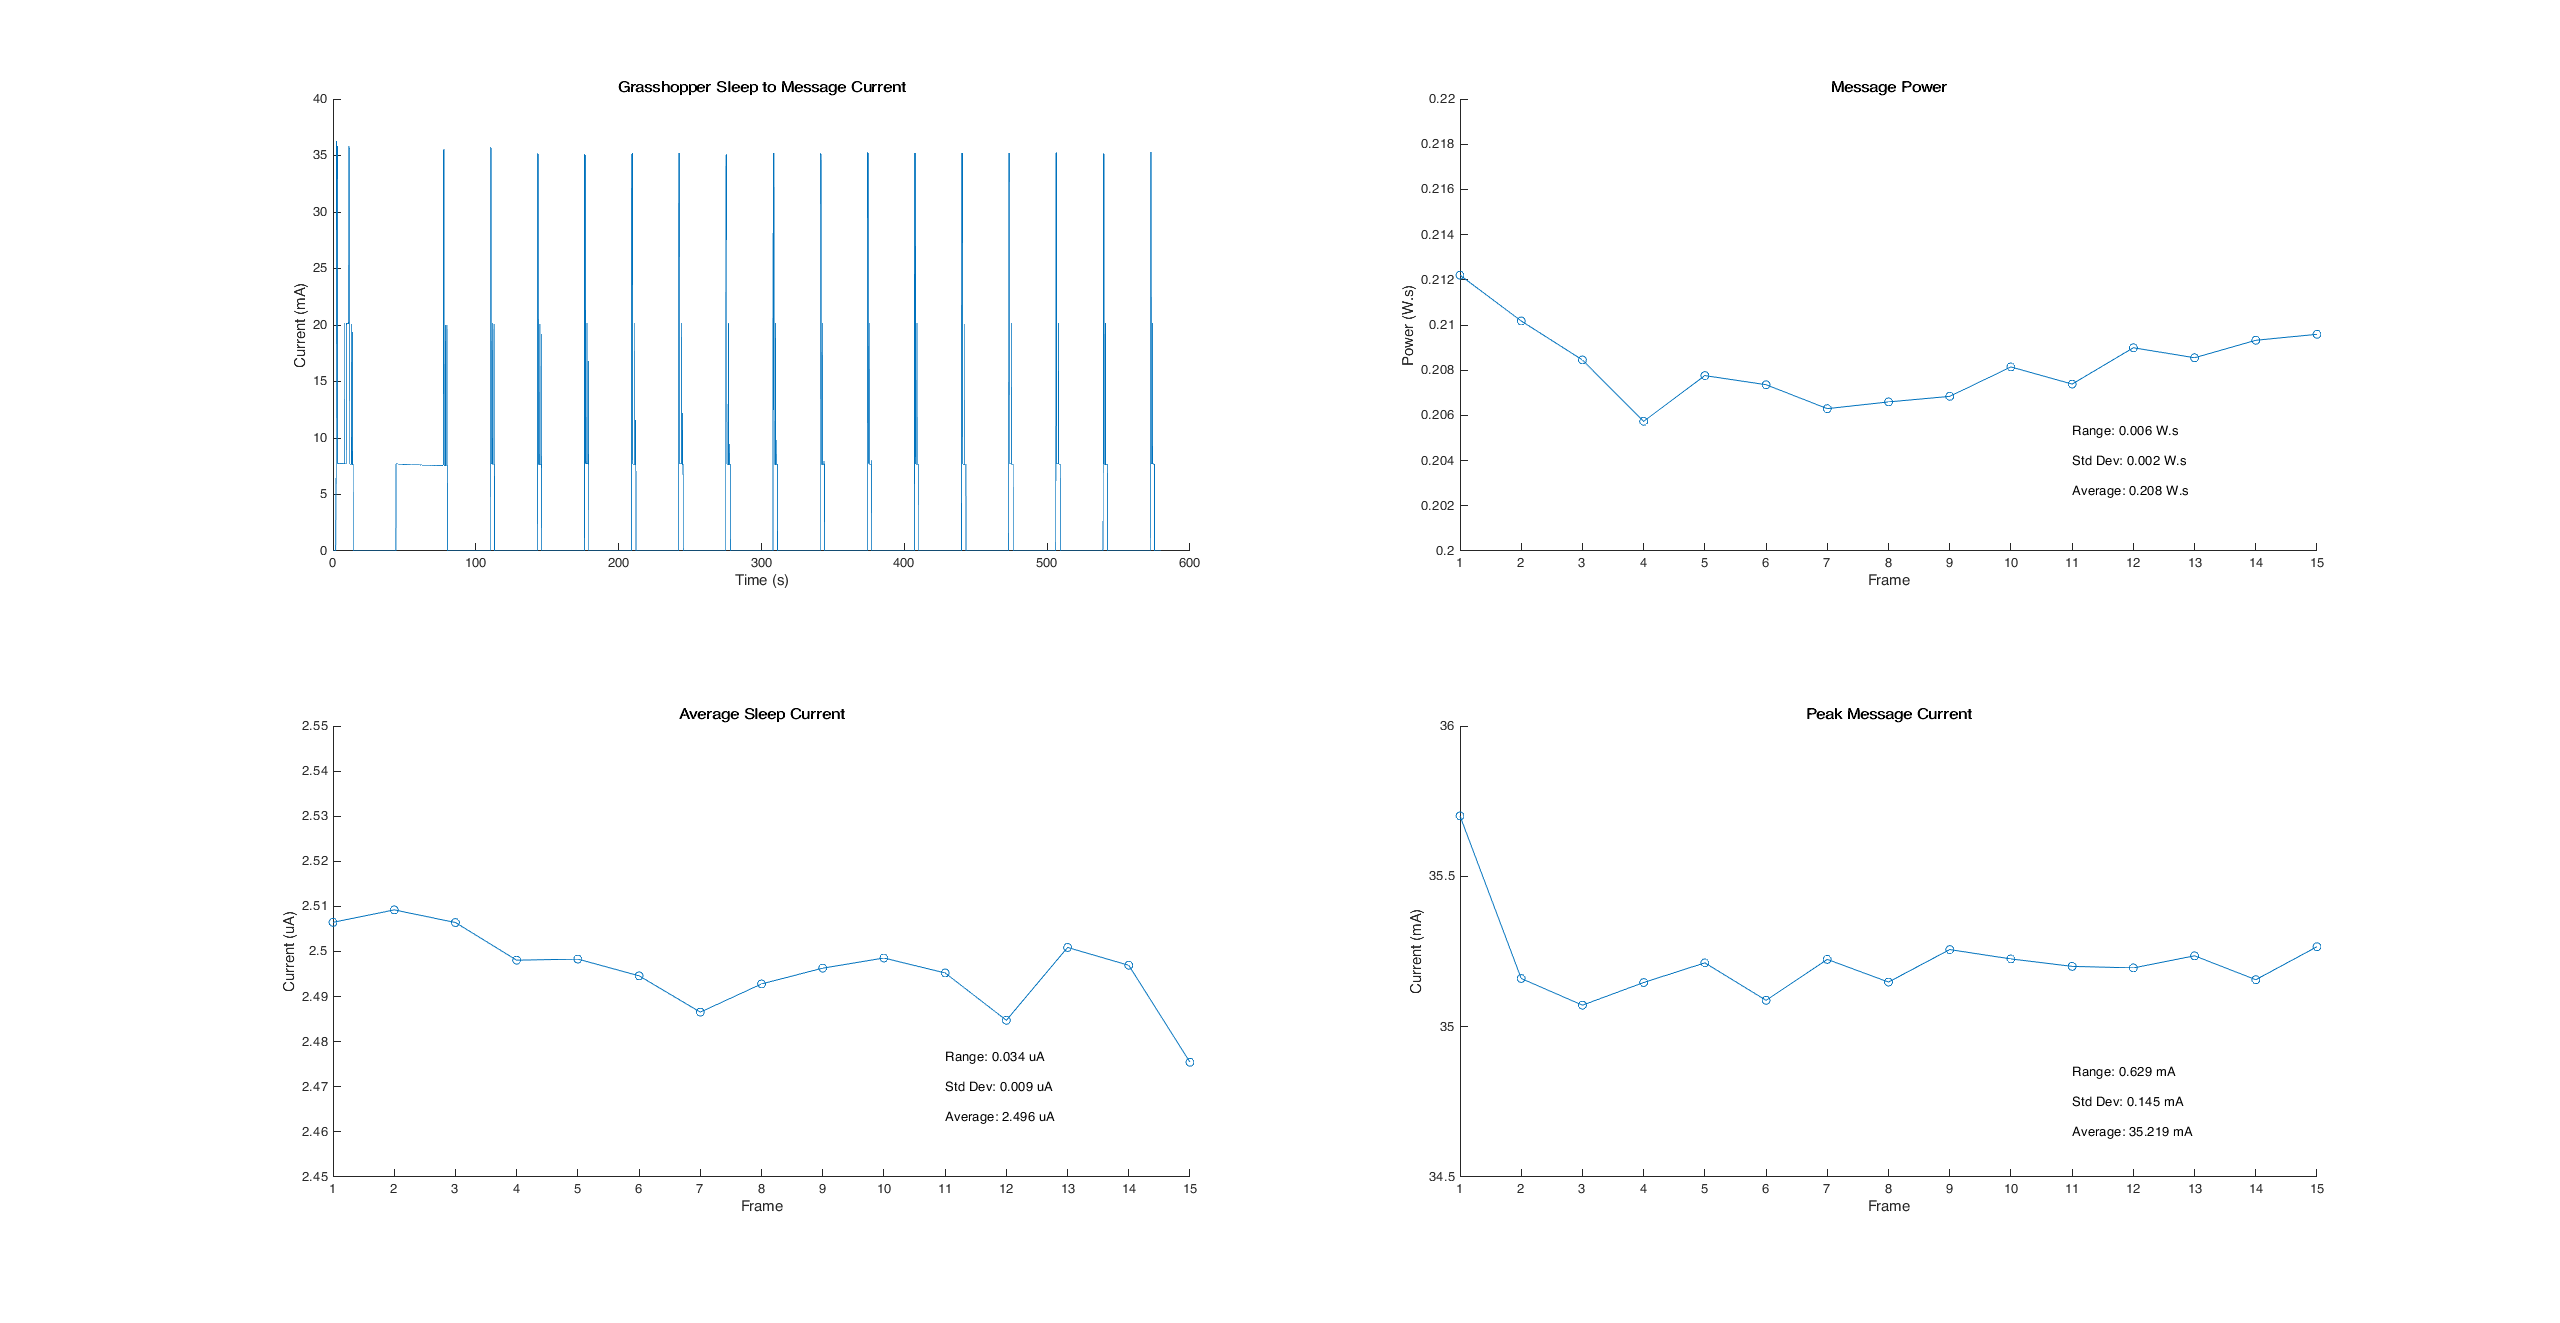 Grasshopper Sleep to Message Current
40
35
30
25
20
15
10
5
0
Current (mA)
0 100 200 300 400 500 600
Time (s)
Message Power
0.22
0.218
0.216
0.214
0.212
0.21
0.208
0.206
0.204
0.202
0.2
Power (W.s)
Range: 0.006 W.s
Std Dev: 0.002 W.s
Average: 0.208 W.s
1 2 3 4 5 6 7 8 9 10 11 12 13 14 15
Frame
Average Sleep Current
2.55
2.54
2.53
2.52
2.51
2.5
2.49
2.48
2.47
2.46
2.45
Current (uA)
Range: 0.034 uA
Std Dev: 0.009 uA
Average: 2.496 uA
1 2 3 4 5 6 7 8 9 10 11 12 13 14 15
Frame
Peak Message Current
36
35.5
35
34.5
Current (mA)
Range: 0.629 mA
Std Dev: 0.145 mA
Average: 35.219 mA
1 2 3 4 5 6 7 8 9 10 11 12 13 14 15
Frame